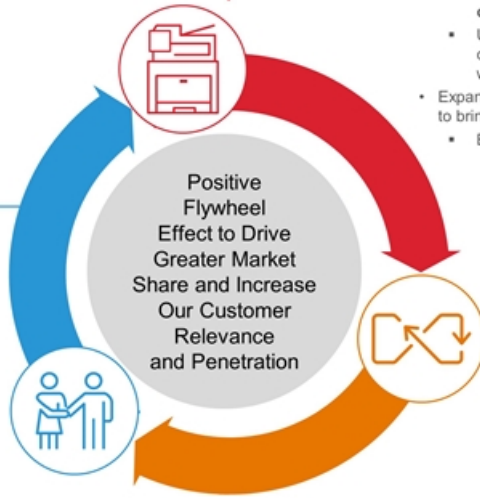 Expan
to brin
Positive
Flywheel
Effect to Drive
Greater Market
Share and Increase
Our Customer
Relevance
and Penetration